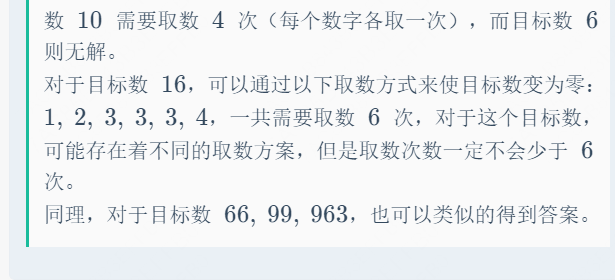 数 10 需要取数 4 次（每个数字各取一次），而目标数 6
则无解。
对于目标数 16，可以通过以下取数方式来使目标数变为零：
1, 2, 3, 3, 3, 4，一共需要取数 6 次，对于这个目标数，
可能存在着不同的取数方案，但是取数次数一定不会少于 6
次。
同理，对于目标数 66, 99, 963，也可以类似的得到答案。